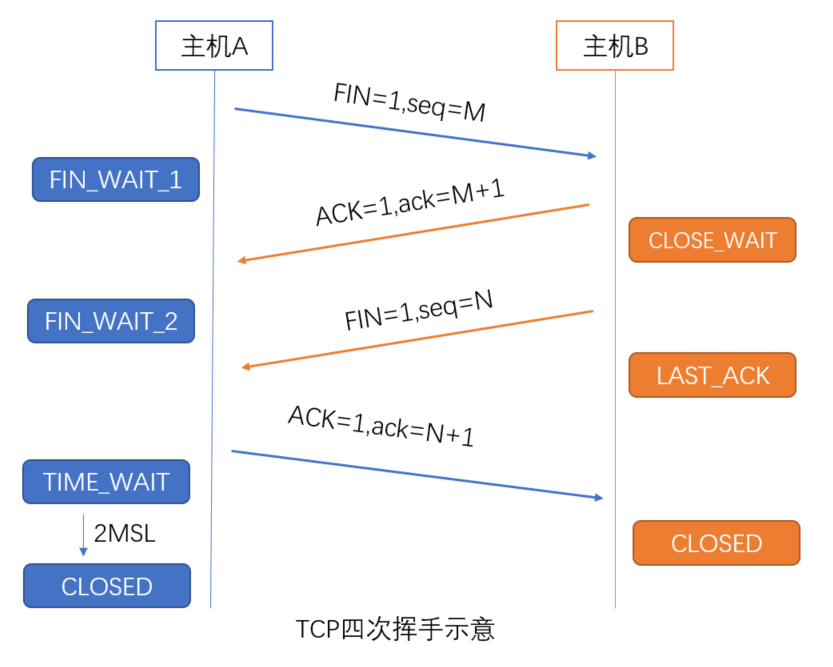 主机A
主机B
FIN=1,seq=M
FIN_WAIT_1
ACK=1,ack=M+1
CLOSE_WAIT
FIN_WAIT_2
FIN=1,seq=N
LAST_ACK
ACK=1,ack=N+1
TIME_WAIT
2MSL
CLOSED
CLOSED
TCP四次挥手示意